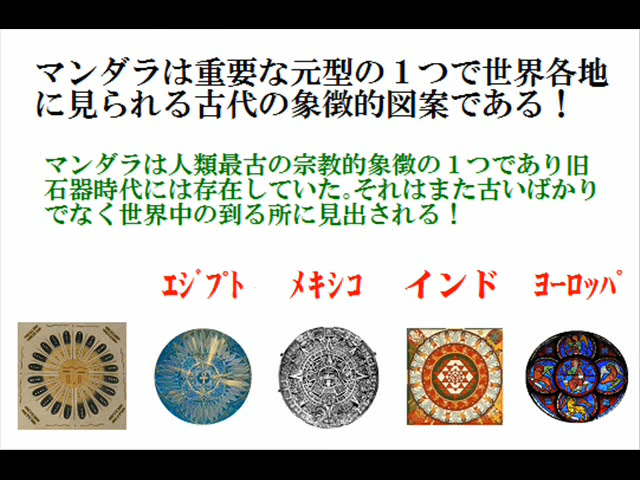 マンダラは重要な元型の１つで世界各地
に見られる古代の象徴的図案である！
マンダラは人類最古の宗教的象徴の１つであり旧
石器時代には存在していた。それはまた古いばかり
でなく世界中の到る所に見出される！
ｴｼﾞﾌﾟﾄ ﾒｷｼｺ インド ﾖｰﾛｯﾊﾟ